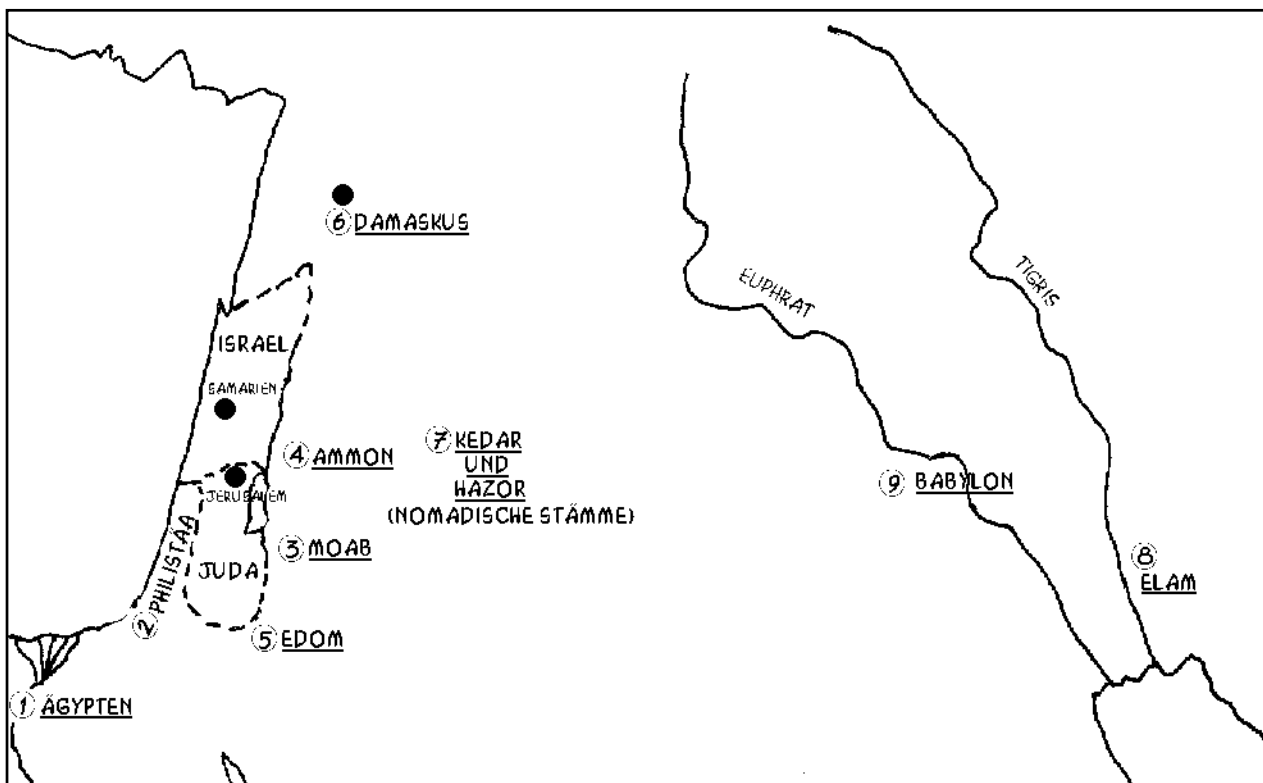 ⑥ DAMASKUS
EUPHRAT
TIGRIS
ISRAEL
SAMARIEN
④ AMMON
⑦ KEDAR
UND
HAZOR
(NOMADISCHE STÄMME)
⑨ BABYLON
JERUSALEM
③ MOAB
② PHILISTÄA
JUDA
⑧
ELAM
⑤ EDOM
① ÄGYPTEN